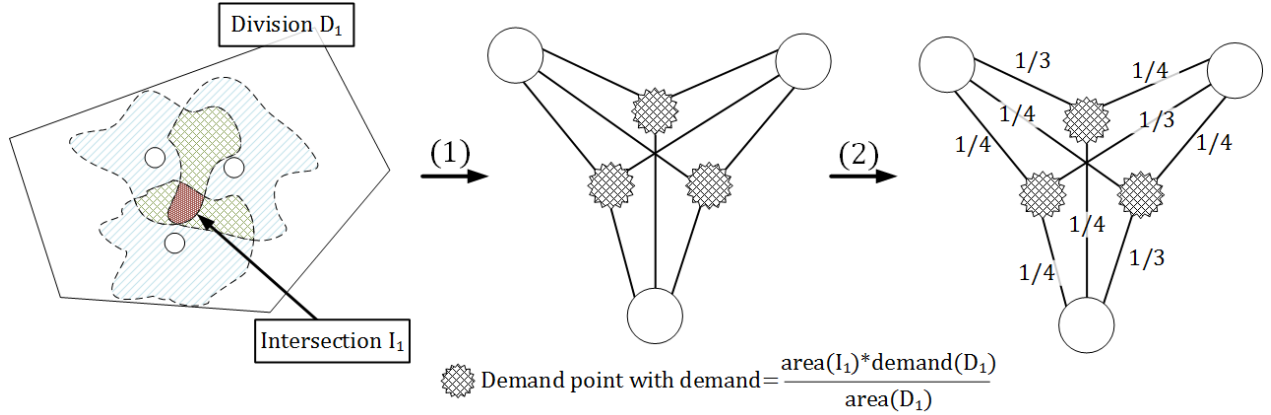 Division D₁
Intersection I₁
(1)
(2)
1/3
1/4
1/4
1/3
1/4
1/4
1/4
1/4
1/3
Demand point with demand= area(I₁)*demand(D₁)
area(D₁)